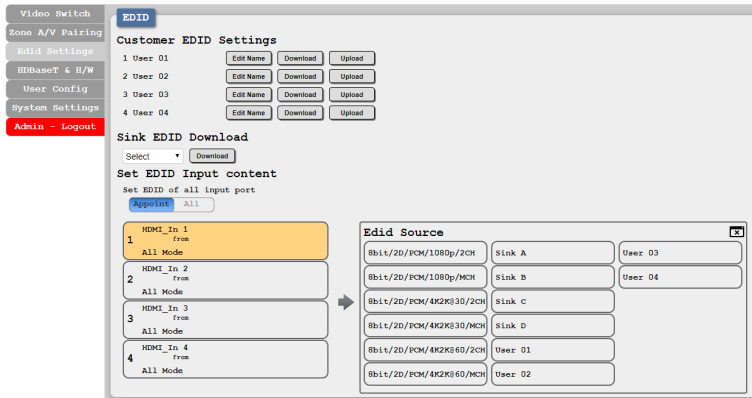 Video Switch
Zone A/V Pairing
Edid Settings
HDBaseT & H/W
User Config
System Settings
Admin - Logout
EDID
Customer EDID Settings
1 User 01 Edit Name Download Upload
2 User 02 Edit Name Download Upload
3 User 03 Edit Name Download Upload
4 User 04 Edit Name Download Upload
Sink EDID Download
Select Download
Set EDID Input content
Set EDID of all input port
Appoint All
HDMI_In 1
1 from
All Mode
HDMI_In 2
2 from
All Mode
HDMI_In 3
3 from
All Mode
HDMI_In 4
4 from
All Mode
Edid Source x
8bit/2D/PCM/1080p/2CH Sink A User 03
8bit/2D/PCM/1080p/MCH Sink B User 04
8bit/2D/PCM/4K2K@30/2CH Sink C
8bit/2D/PCM/4K2K@30/MCH Sink D
8bit/2D/PCM/4K2K@60/2CH User 01
8bit/2D/PCM/4K2K@60/MCH User 02